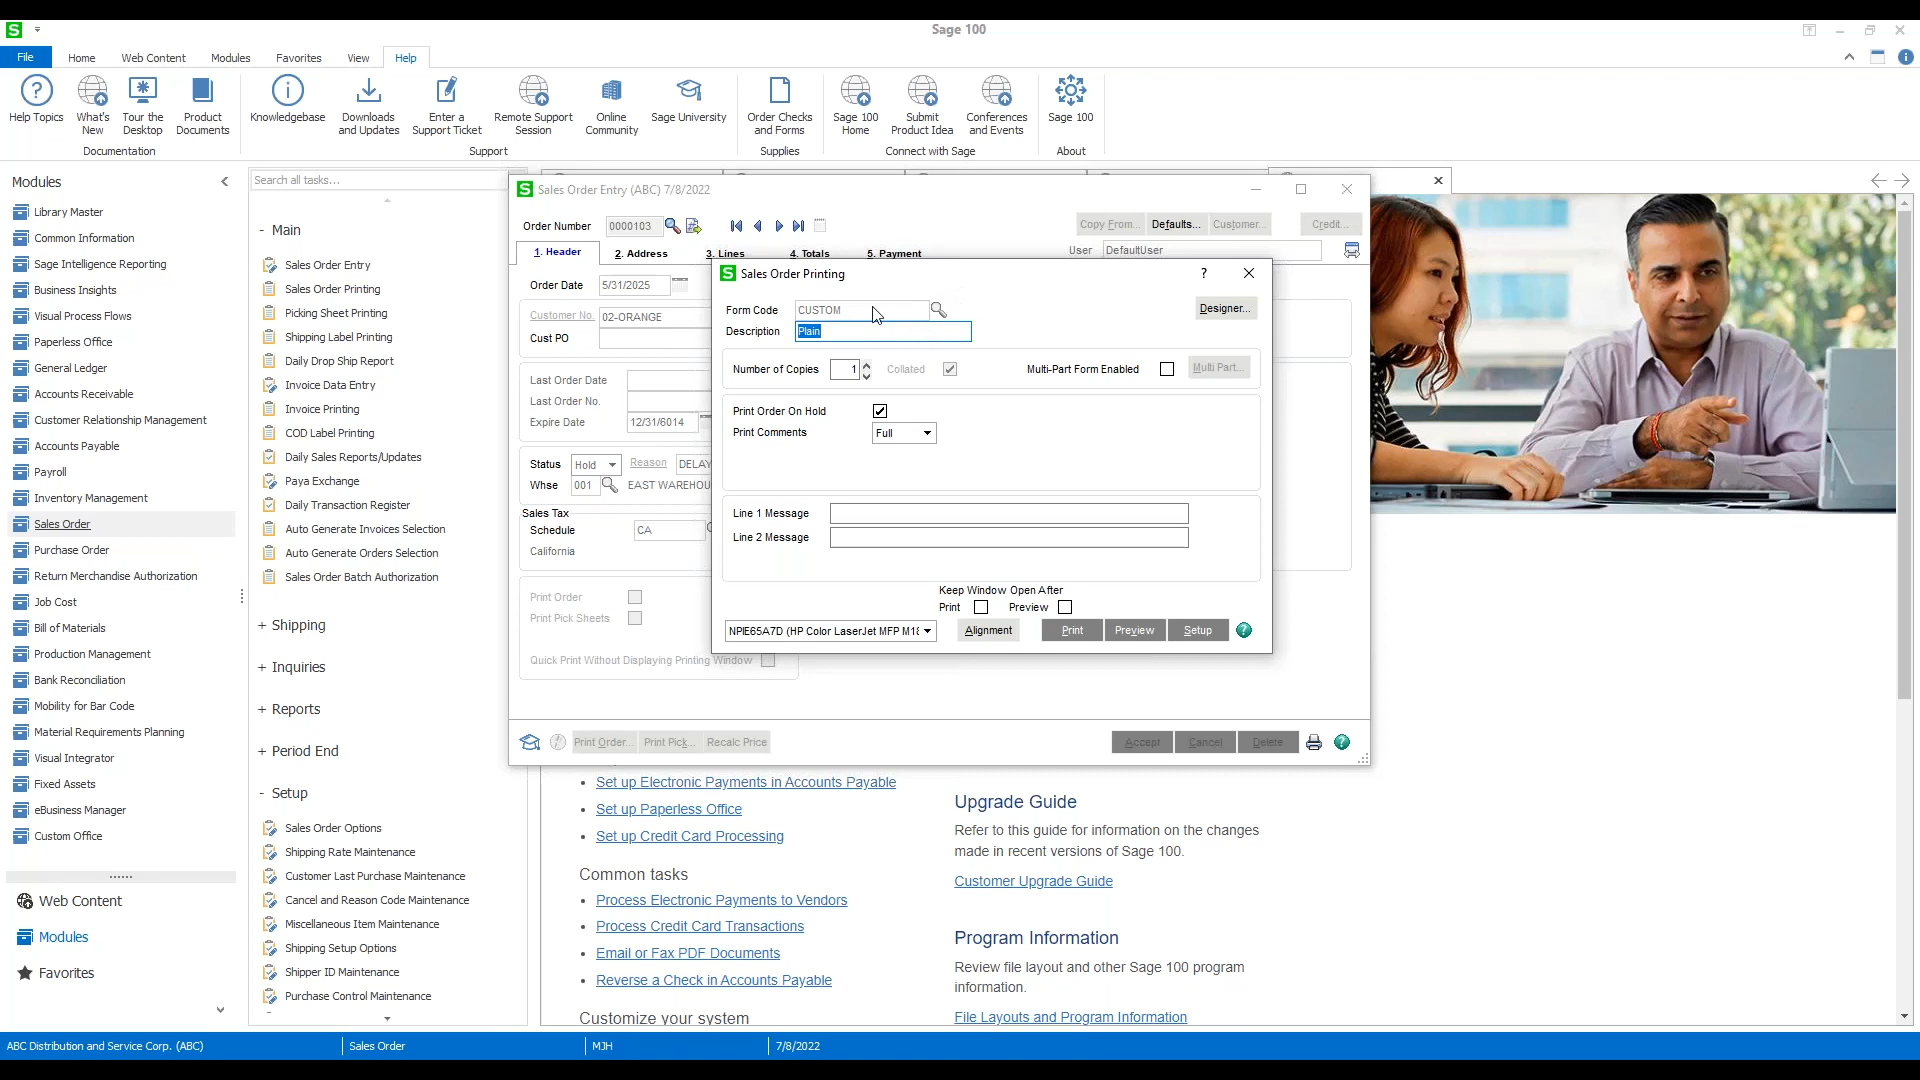 S
Sage 100
File Home Web Content Modules Favorites View Help
Help Topics
What's New
Tour the Desktop
Product Documents
Documentation
Knowledgebase
Downloads and Updates
Enter a Support Ticket
Remote Support Session
Online Community
Sage University
Support
Order Checks and Forms
Supplies
Sage 100 Home
Submit Product Idea
Conferences and Events
Connect with Sage
Sage 100
About
Modules
Library Master
Common Information
Sage Intelligence Reporting
Business Insights
Visual Process Flows
Paperless Office
General Ledger
Accounts Receivable
Customer Relationship Management
Accounts Payable
Payroll
Inventory Management
Sales Order
Purchase Order
Return Merchandise Authorization
Job Cost
Bill of Materials
Production Management
Bank Reconciliation
Mobility for Bar Code
Material Requirements Planning
Visual Integrator
Fixed Assets
eBusiness Manager
Custom Office
Web Content
Modules
Favorites
Search all tasks...
- Main
Sales Order Entry
Sales Order Printing
Picking Sheet Printing
Shipping Label Printing
Daily Drop Ship Report
Invoice Data Entry
Invoice Printing
COD Label Printing
Daily Sales Reports/Updates
Paya Exchange
Daily Transaction Register
Auto Generate Invoices Selection
Auto Generate Orders Selection
Sales Order Batch Authorization
+ Shipping
+ Inquiries
+ Reports
+ Period End
- Setup
Sales Order Options
Shipping Rate Maintenance
Customer Last Purchase Maintenance
Cancel and Reason Code Maintenance
Miscellaneous Item Maintenance
Shipping Setup Options
Shipper ID Maintenance
Purchase Control Maintenance
S Sales Order Entry (ABC) 7/8/2022
Order Number 0000103
Copy From... Defaults... Customer... Credit...
1. Header 2. Address 3. Lines 4. Totals 5. Payment
User DefaultUser
Order Date 5/31/2025
Customer No. 02-ORANGE
Cust PO
Last Order Date
Last Order No.
Expire Date 12/31/6014
Status Hold Reason DELAY
Whse 001 EAST WAREHOU
Sales Tax
Schedule CA
California
Print Order
Print Pick Sheets
Quick Print Without Displaying Printing Window
Print Order... Print Pick... Recalc Price
Accept Cancel Delete
S Sales Order Printing
?
Form Code CUSTOM
Designer...
Description Plain
Number of Copies 1 Collated Multi-Part Form Enabled Multi Part...
Print Order On Hold
Print Comments Full
Line 1 Message
Line 2 Message
Keep Window Open After
Print Preview
NPIE65A7D (HP Color LaserJet MFP M18 Alignment Print Preview Setup
Set up Electronic Payments in Accounts Payable
Set up Paperless Office
Set up Credit Card Processing
Common tasks
Process Electronic Payments to Vendors
Process Credit Card Transactions
Email or Fax PDF Documents
Reverse a Check in Accounts Payable
Customize your system
Upgrade Guide
Refer to this guide for information on the changes
made in recent versions of Sage 100.
Customer Upgrade Guide
Program Information
Review file layout and other Sage 100 program
information.
File Layouts and Program Information
ABC Distribution and Service Corp. (ABC) Sales Order MJH 7/8/2022